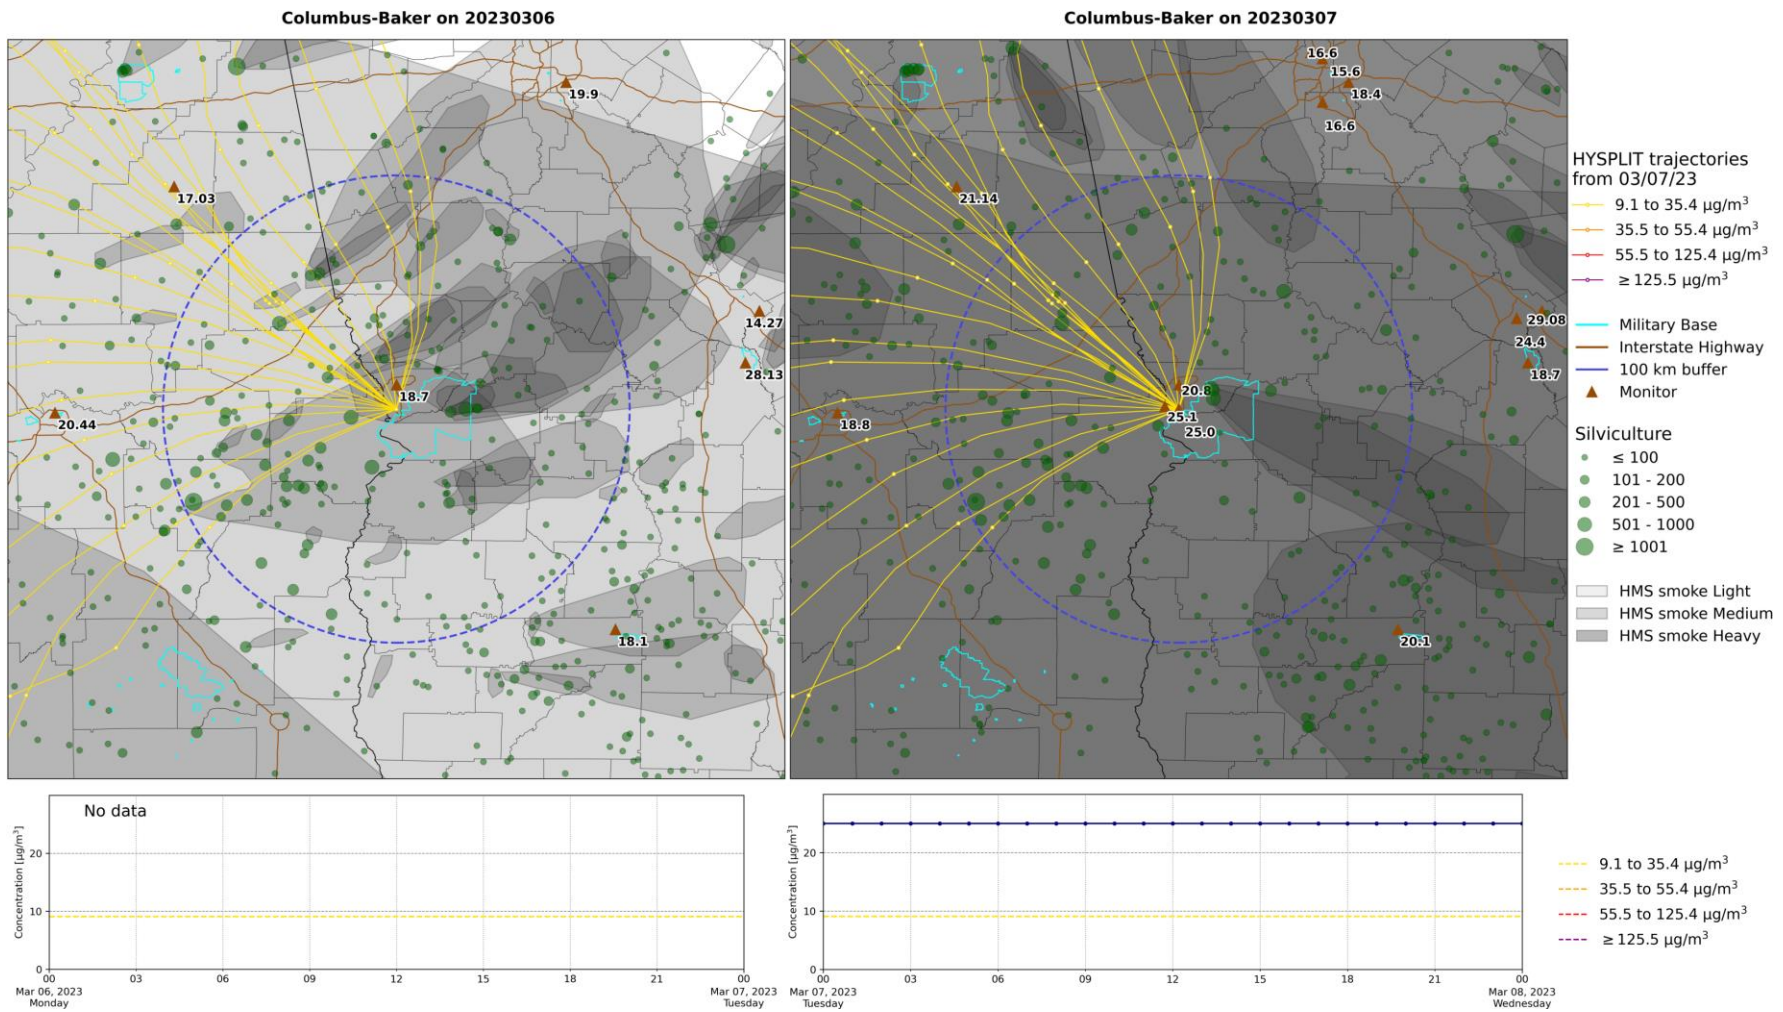 Columbus-Baker on 20230306
19.9
17.03
14.27
28.13
18.7
20.44
18.1
Columbus-Baker on 20230307
16.6
15.6
18.4
16.6
21.14
29.08
24.4
18.7
20.8
25.1
25.0
18.8
20.1
HYSPLIT trajectories
from 03/07/23
9.1 to 35.4 µg/m³
35.5 to 55.4 µg/m³
55.5 to 125.4 µg/m³
≥ 125.5 µg/m³
Military Base
Interstate Highway
100 km buffer
Monitor
Silviculture
≤ 100
101 - 200
201 - 500
501 - 1000
≥ 1001
HMS smoke Light
HMS smoke Medium
HMS smoke Heavy
No data
Concentration [µg/m³]
20
10
0
00 03 06 09 12 15 18 21 00
Mar 06, 2023 Mar 07, 2023
Monday Tuesday
Concentration [µg/m³]
20
10
0
00 03 06 09 12 15 18 21 00
Mar 07, 2023 Mar 08, 2023
Tuesday Wednesday
9.1 to 35.4 µg/m³
35.5 to 55.4 µg/m³
55.5 to 125.4 µg/m³
≥ 125.5 µg/m³